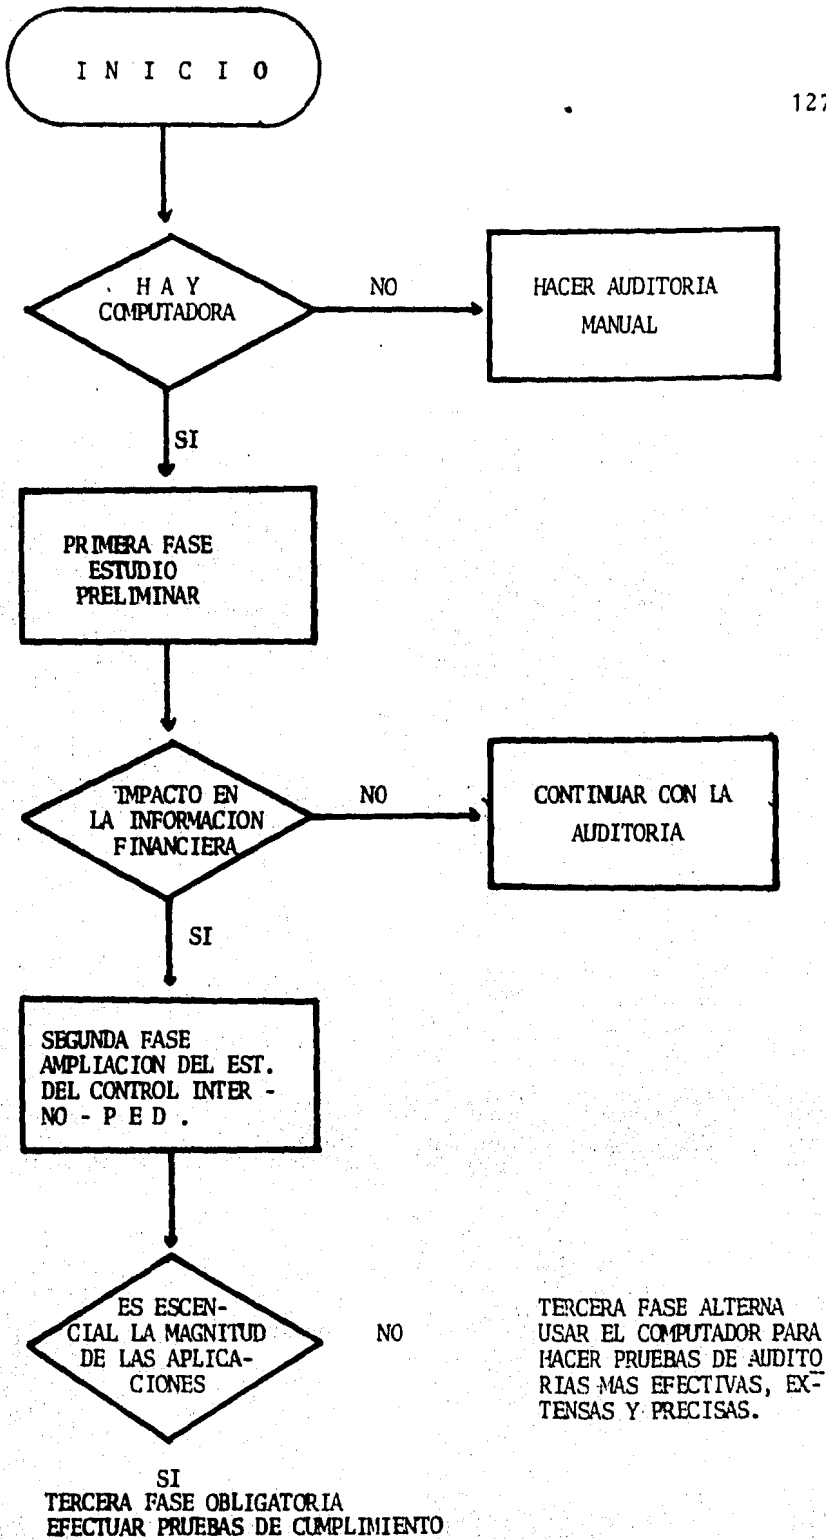 I N I C I O
127
H A Y
COMPUTADORA
NO
HACER AUDITORIA
MANUAL
SI
PRIMERA FASE
ESTUDIO
PRELIMINAR
IMPACTO EN
LA INFORMACION
FINANCIERA
NO
CONTINUAR CON LA
AUDITORIA
SI
SEGUNDA FASE
AMPLIACION DEL EST.
DEL CONTROL INTER -
NO - P E D .
ES ESCEN-
CIAL LA MAGNITUD
DE LAS APLICA-
CIONES
NO
TERCERA FASE ALTERNA
USAR EL COMPUTADOR PARA
HACER PRUEBAS DE AUDITO
RIAS MAS EFECTIVAS, EX-
TENSAS Y PRECISAS.
SI
TERCERA FASE OBLIGATORIA
EFECTUAR PRUEBAS DE CUMPLIMIENTO